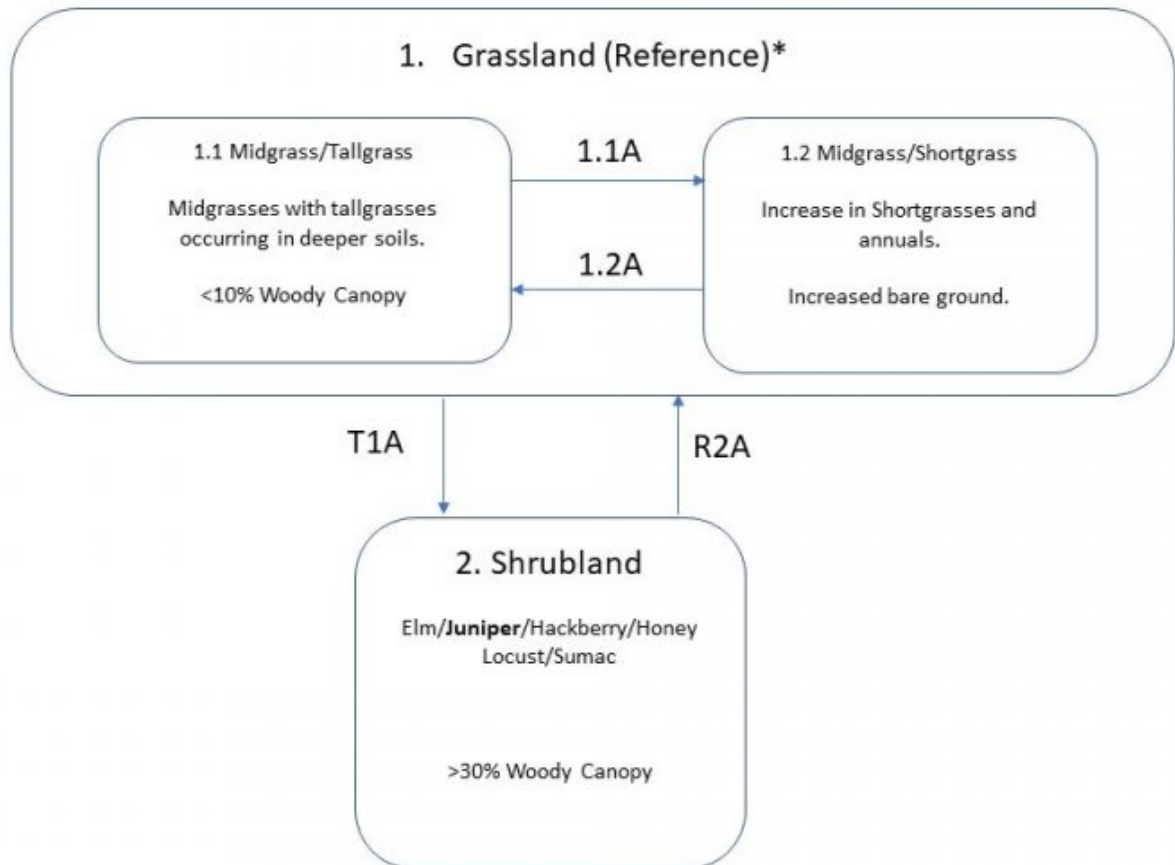 1. Grassland (Reference)*
1.1 Midgrass/Tallgrass
Midgrasses with tallgrasses
occurring in deeper soils.
<10% Woody Canopy
1.1A
1.2A
1.2 Midgrass/Shortgrass
Increase in Shortgrasses and
annuals.
Increased bare ground.
T1A
R2A
2. Shrubland
Elm/Juniper/Hackberry/Honey
Locust/Sumac
>30% Woody Canopy